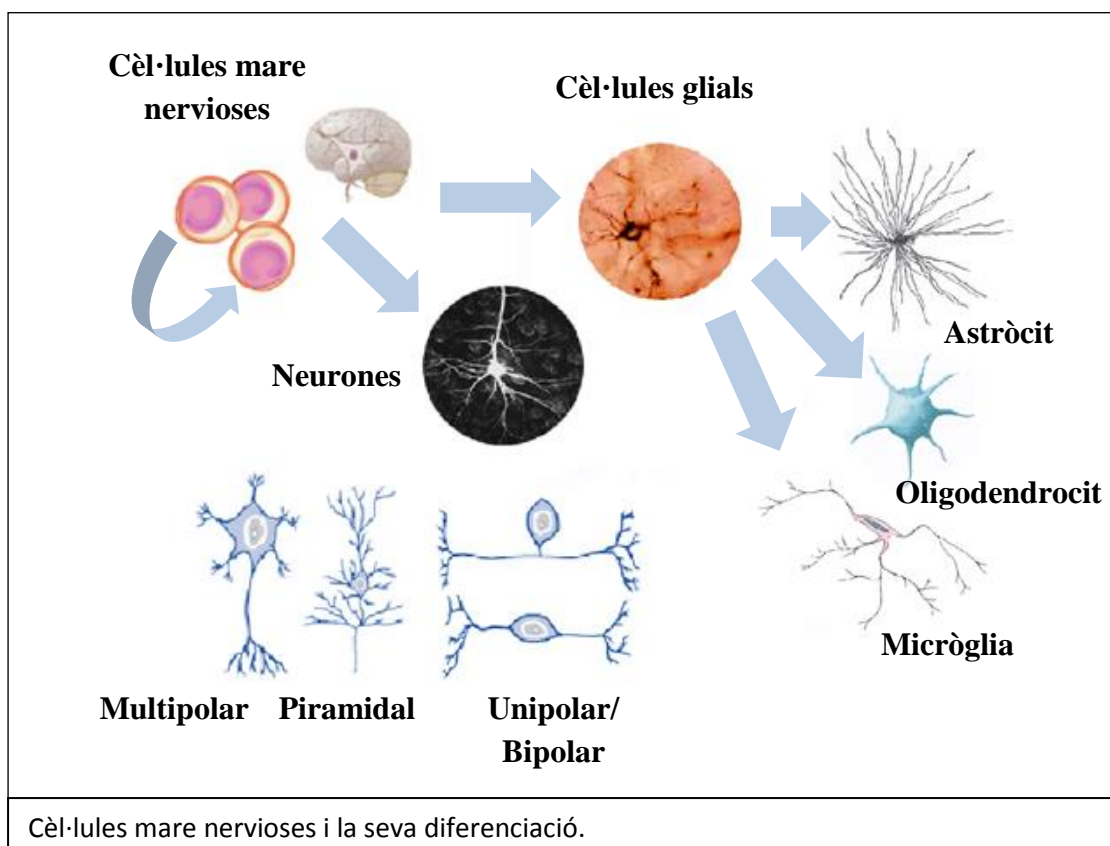 Cèl·lules mare
nervioses
Cèl·lules glials
Neurones
Astròcit
Oligodendrocit
Micròglia
Multipolar
Piramidal
Unipolar/
Bipolar
Cèl·lules mare nervioses i la seva diferenciació.